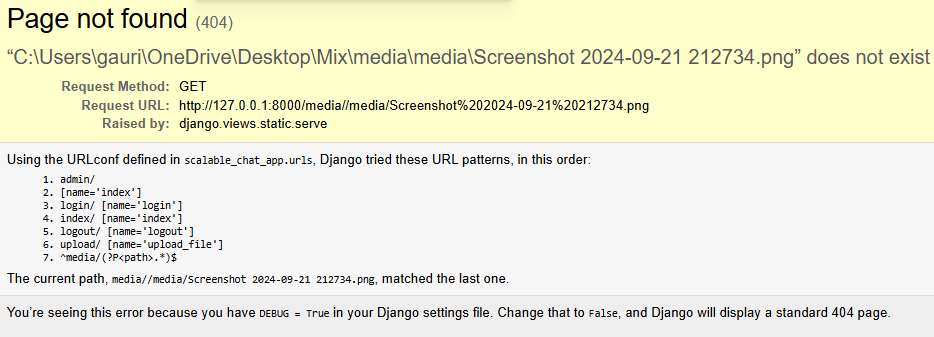 Page not found (404)
“C:\Users\gauri\OneDrive\Desktop\Mix\media\media\Screenshot 2024-09-21 212734.png” does not exist
Request Method: GET
Request URL: http://127.0.0.1:8000/media//media/Screenshot%202024-09-21%20212734.png
Raised by: django.views.static.serve
Using the URLconf defined in scalable_chat_app.urls, Django tried these URL patterns, in this order:
1. admin/
2. [name='index']
3. login/ [name='login']
4. index/ [name='index']
5. logout/ [name='logout']
6. upload/ [name='upload_file']
7. ^media/(?P<path>.*)$
The current path, media//media/Screenshot 2024-09-21 212734.png, matched the last one.
You’re seeing this error because you have DEBUG = True in your Django settings file. Change that to False, and Django will display a standard 404 page.